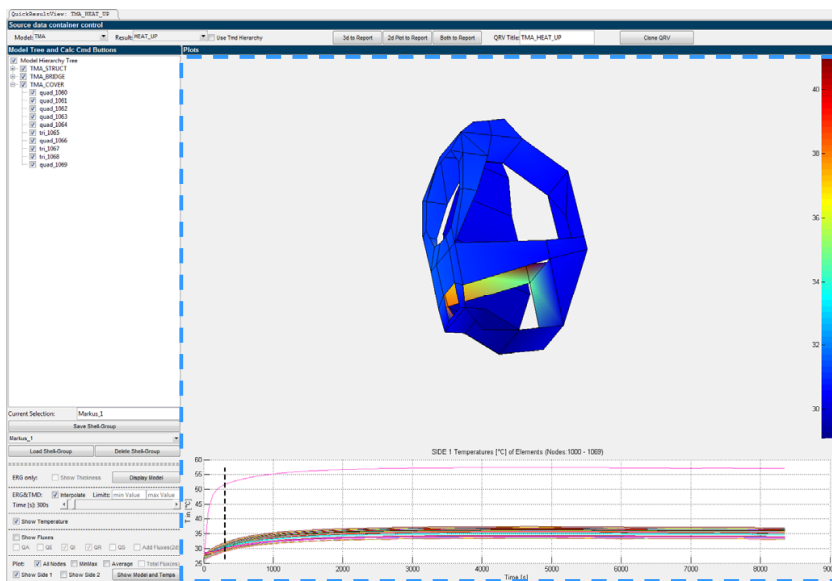 QuickResultView: TMA_HEAT_UP
Source data container control
Model: TMA Result: HEAT_UP Use Tmd Hierarchy 3d to Report 2d Plot to Report Both to Report QRV Title: TMA_HEAT_UP Clone QRV
Model Tree and Calc Cmd Buttons Plots
Model Hierarchy Tree
TMA_STRUCT
TMA_BRIDGE
TMA_COVER
quad_1060
quad_1061
quad_1062
quad_1063
quad_1064
tri_1065
quad_1066
tri_1067
tri_1068
quad_1069
40
38
36
34
32
30
Current Selection: Markus_1
Save Shell-Group
Markus_1
Load Shell-Group Delete Shell-Group
ERG only: Show Thickness Display Model
ERG&TMD: Interpolate Limits: min Value max Value
Time (s): 300s
Show Temperature
Show Fluxes
QA QE QI QR QS Add Fluxes(2d)
Plot: All Nodes MinMax Average Total Flux(es)
Show Side 1 Show Side 2 Show Model and Temps
SIDE 1 Temperatures [°C] of Elements (Nodes:1000 - 1069)
T in [°C]
60
55
50
45
40
35
30
25
0 1000 2000 3000 4000 5000 6000 7000 8000 900
Time [s]